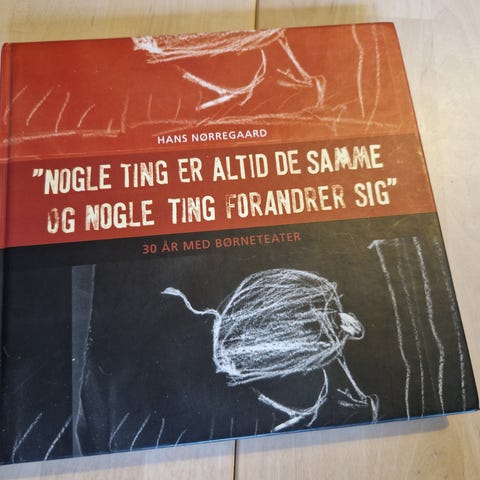 HANS NØRREGAARD
"NOGLE TING ER ALTID DE SAMME
OG NOGLE TING FORANDRER SIG"
30 ÅR MED BØRNETEATER